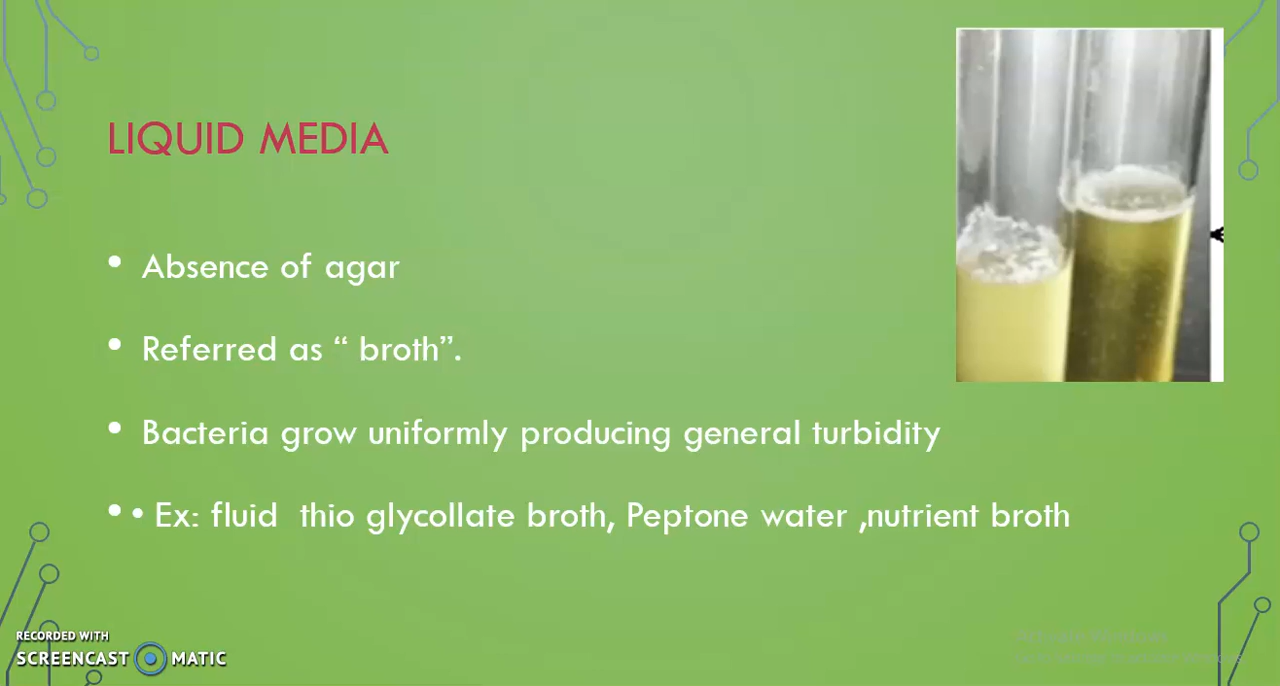 LIQUID MEDIA
• Absence of agar
• Referred as “ broth”.
• Bacteria grow uniformly producing general turbidity
• • Ex: fluid  thio glycollate broth, Peptone water ,nutrient broth
RECORDED WITH
SCREENCAST MATIC